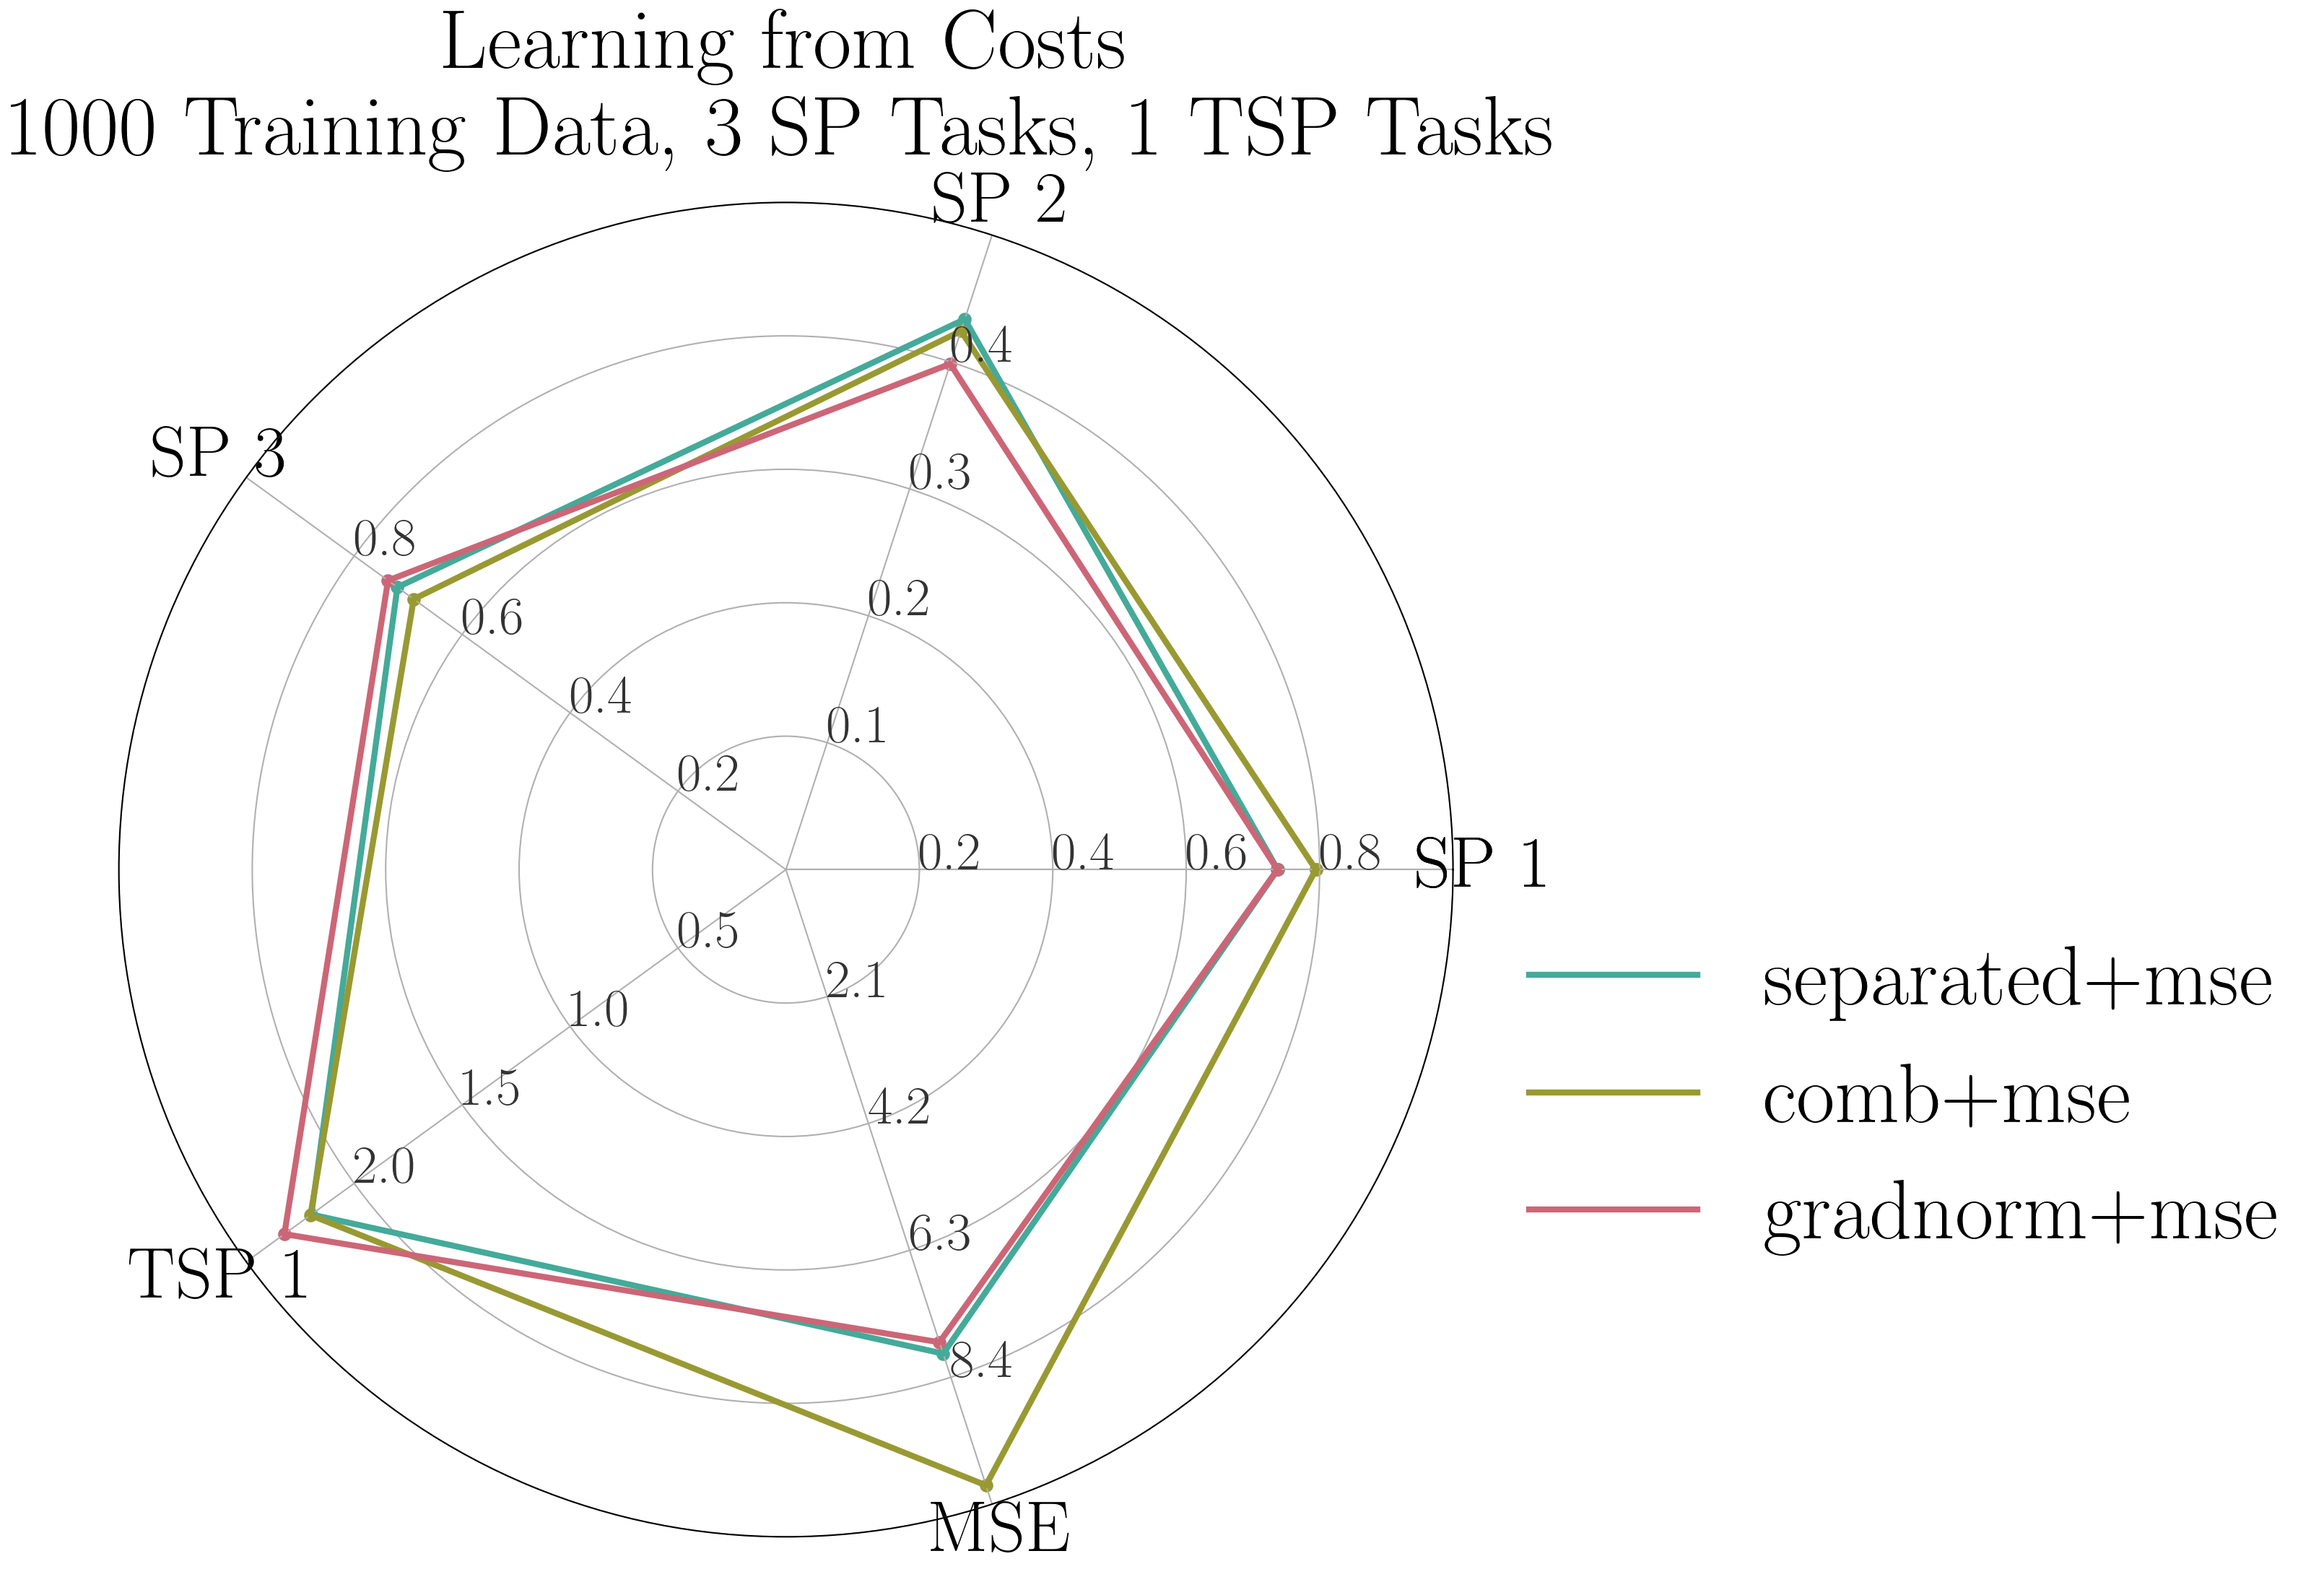 Learning from Costs
1000 Training Data, 3 SP Tasks, 1 TSP Tasks
SP 2
0.4
SP 3
0.3
0.8
0.6
0.2
0.4
0.1
0.2
0.2
0.4
0.6
0.8
SP 1
0.5
2.1
separated+mse
1.0
1.5
4.2
comb+mse
2.0
6.3
gradnorm+mse
TSP 1
8.4
MSE